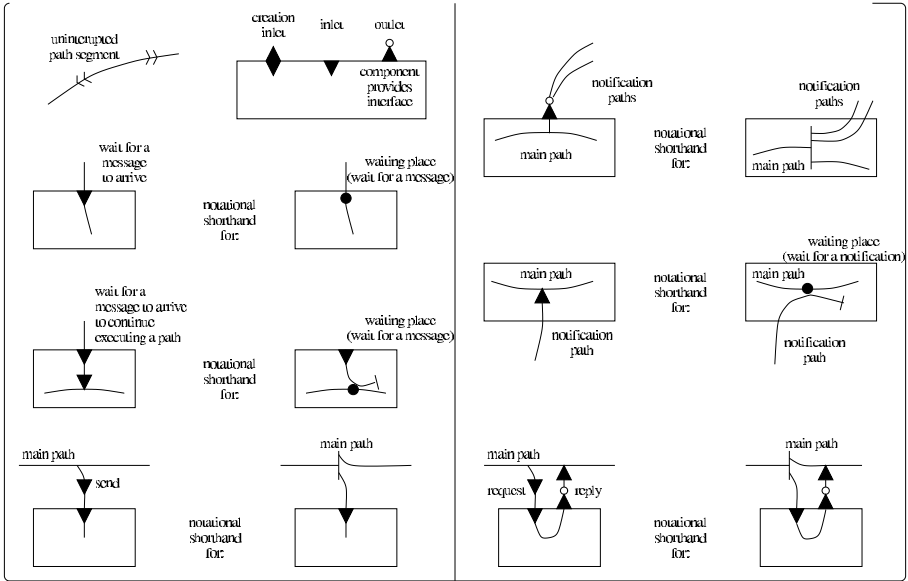 uninterupted
path segment
creation
inlet
inlet
outlet
component
provides
interface
wait for a
message
to arrive
notational
shorthand
for:
waiting place
(wait for a message)
wait for a
message to arrive
to continue
executing a path
notational
shorthand
for:
waiting place
(wait for a message)
main path
send
notational
shorthand
for:
main path
notification
paths
main path
notational
shorthand
for:
notification
paths
main path
main path
notification
path
notational
shorthand
for:
waiting place
(wait for a notification)
main path
notification
path
main path
request
reply
notational
shorthand
for:
main path